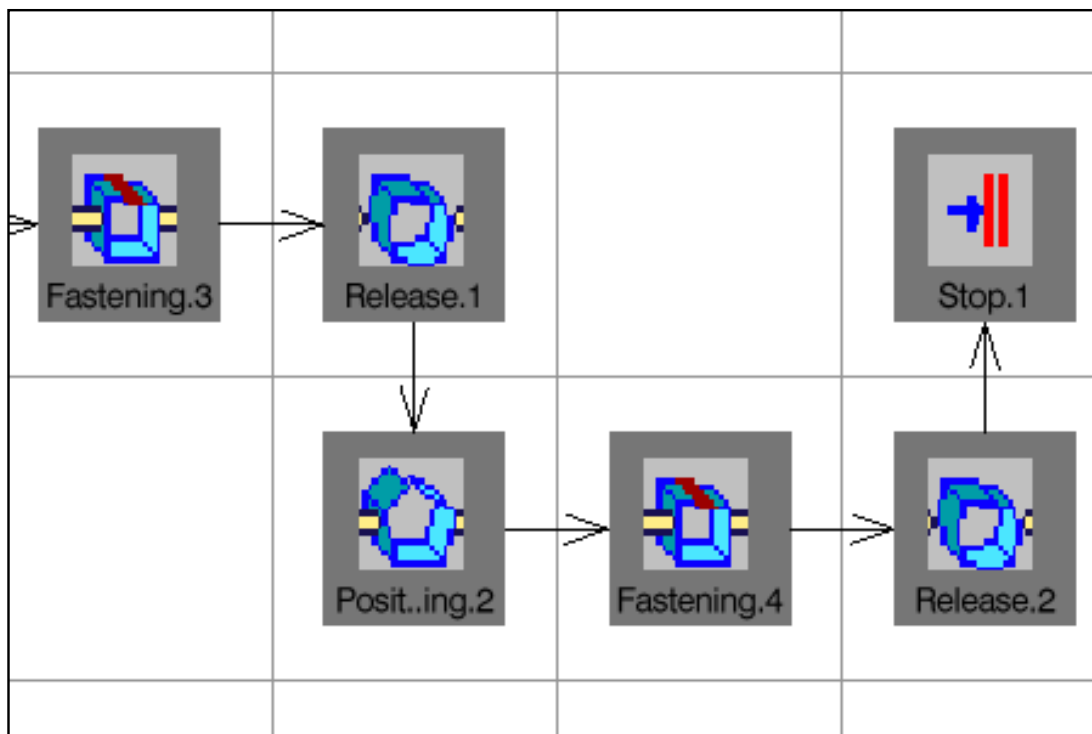 Fastening.3
Release.1
Stop.1
Posit..ing.2
Fastening.4
Release.2